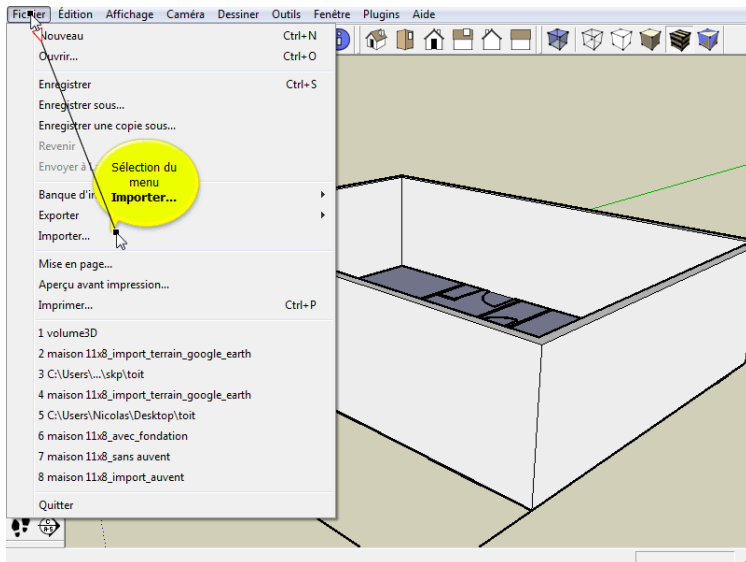 Fichier Édition Affichage Caméra Dessiner Outils Fenêtre Plugins Aide
Nouveau Ctrl+N
Ouvrir... Ctrl+O
Enregistrer Ctrl+S
Enregistrer sous...
Enregistrer une copie sous...
Revenir
Envoyer à
Sélection du
menu
Importer...
Banque d'
Exporter
Importer...
Mise en page...
Aperçu avant impression...
Imprimer... Ctrl+P
1 volume3D
2 maison 11x8_import_terrain_google_earth
3 C:\Users\...\skp\toit
4 maison 11x8_import_terrain_google_earth
5 C:\Users\Nicolas\Desktop\toit
6 maison 11x8_avec_fondation
7 maison 11x8_sans auvent
8 maison 11x8_import_auvent
Quitter